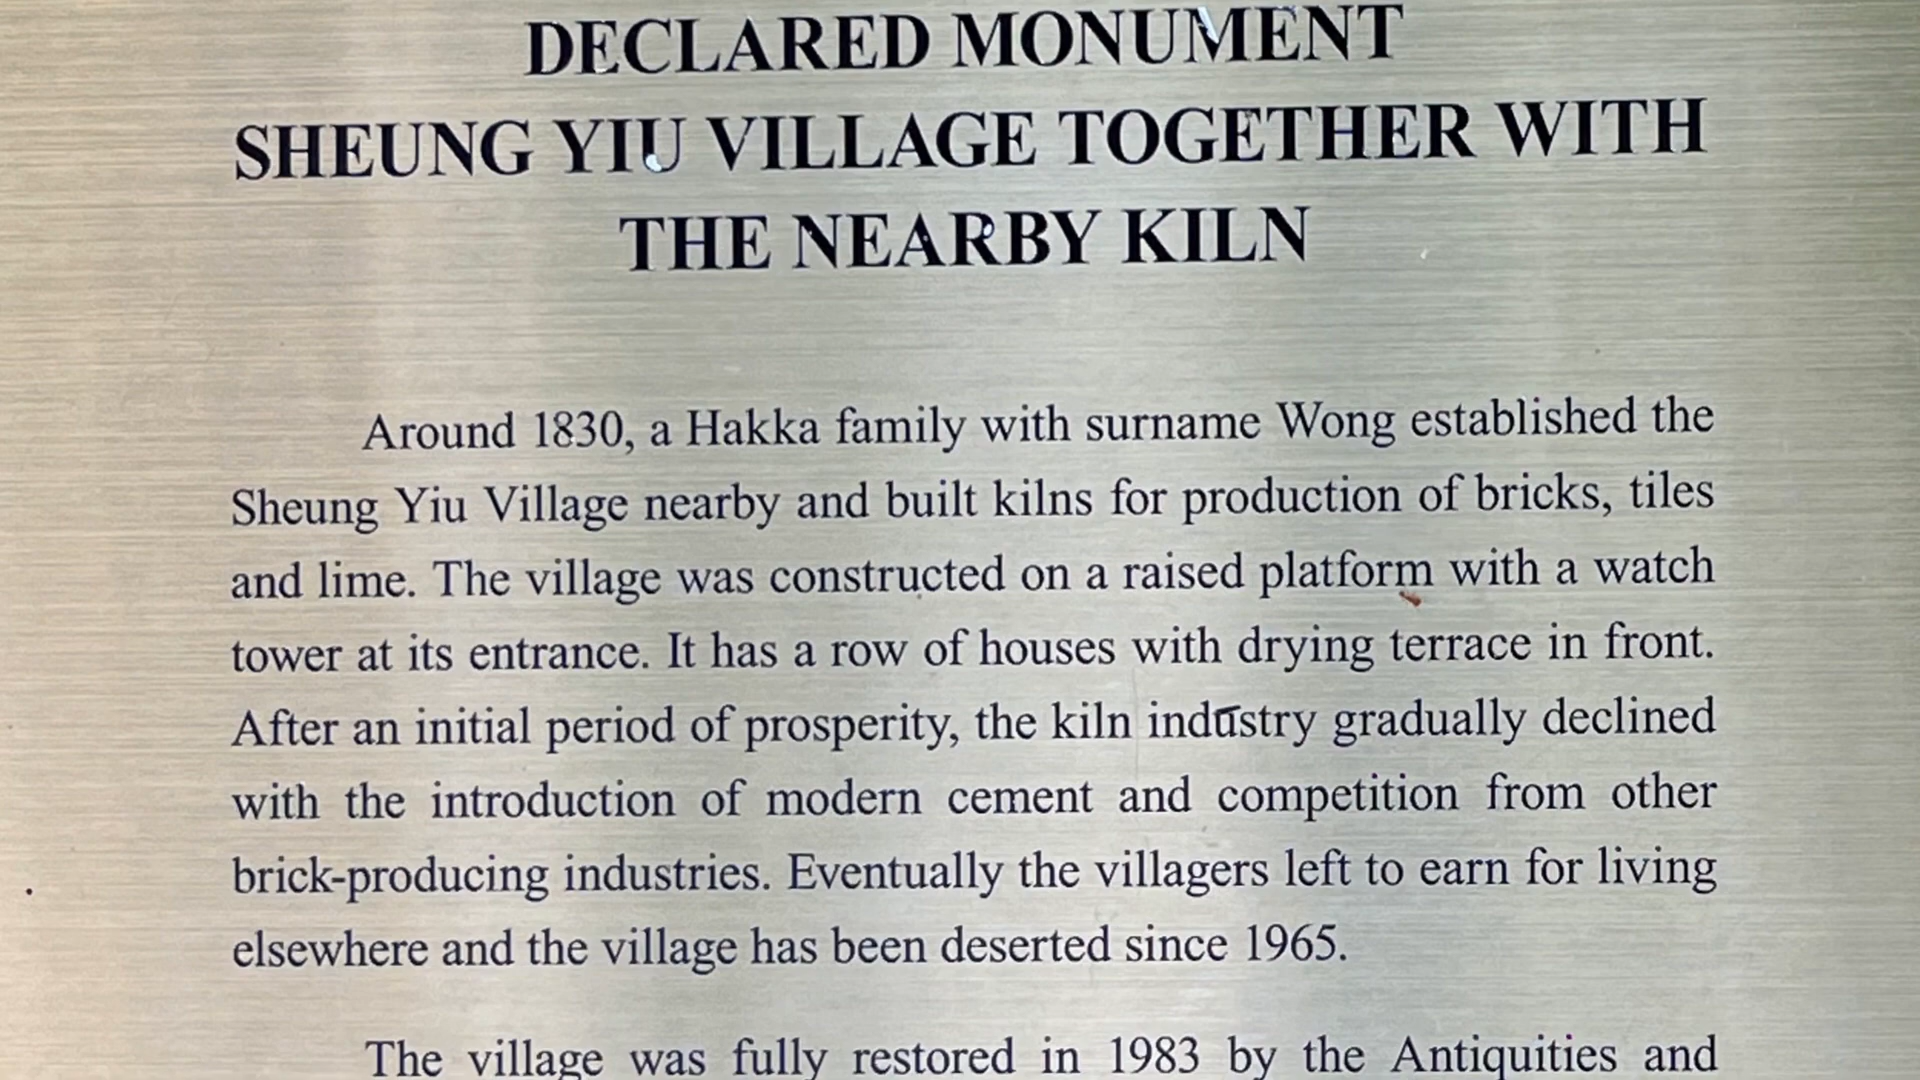 DECLARED MONUMENT
SHEUNG YIU VILLAGE TOGETHER WITH
THE NEARBY KILN
Around 1830, a Hakka family with surname Wong established the
Sheung Yiu Village nearby and built kilns for production of bricks, tiles
and lime. The village was constructed on a raised platform with a watch
tower at its entrance. It has a row of houses with drying terrace in front.
After an initial period of prosperity, the kiln industry gradually declined
with the introduction of modern cement and competition from other
brick-producing industries. Eventually the villagers left to earn for living
elsewhere and the village has been deserted since 1965.
The village was fully restored in 1983 by the Antiquities and